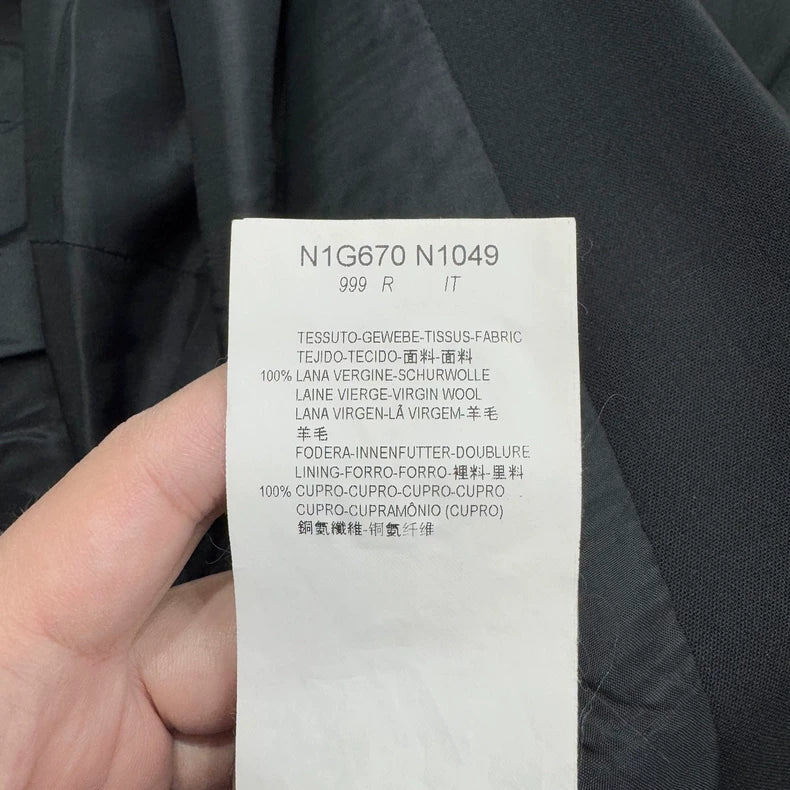 N1G670 N1049
999 R IT
TESSUTO-GEWEBE-TISSUS-FABRIC
TEJIDO-TECIDO-面料-面料
100% LANA VERGINE-SCHURWOLLE
LAINE VIERGE-VIRGIN WOOL
LANA VIRGEN-LÃ VIRGEM-羊毛
羊毛
FODERA-INNENFUTTER-DOUBLURE
LINING-FORRO-FORRO-裡料-里料
100% CUPRO-CUPRO-CUPRO-CUPRO
CUPRO-CUPRAMÔNIO (CUPRO)
銅氨纖維-铜氨纤维